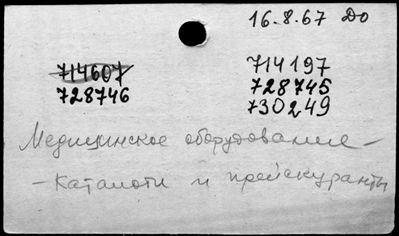 16.8.67 До
714607 714197
728746 728745
730249
Медицинское оборудование -
- Каталоги и прейскуранты